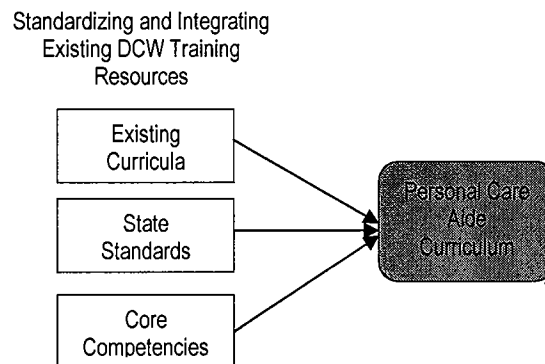 Standardizing and Integrating
Existing DCW Training
Resources
Existing
Curricula
State
Standards
Core
Competencies
Personal Care
Aide
Curriculum